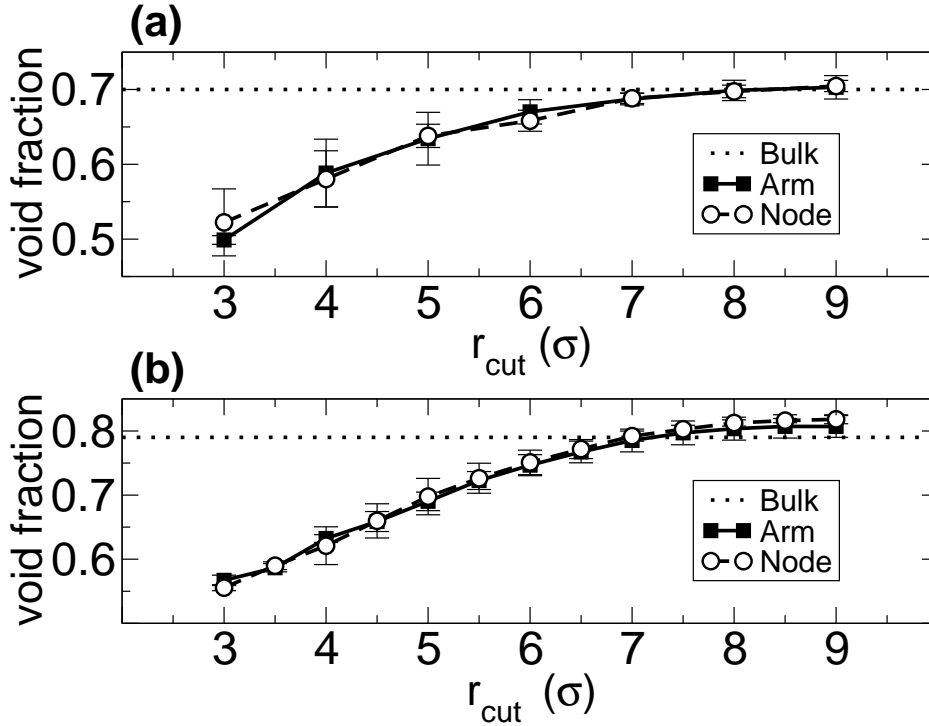 (a)
void fraction
0.7
0.6
0.5
Bulk
Arm
Node
3 4 5 6 7 8 9
r_cut (σ)
(b)
void fraction
0.8
0.7
0.6
Bulk
Arm
Node
3 4 5 6 7 8 9
r_cut (σ)